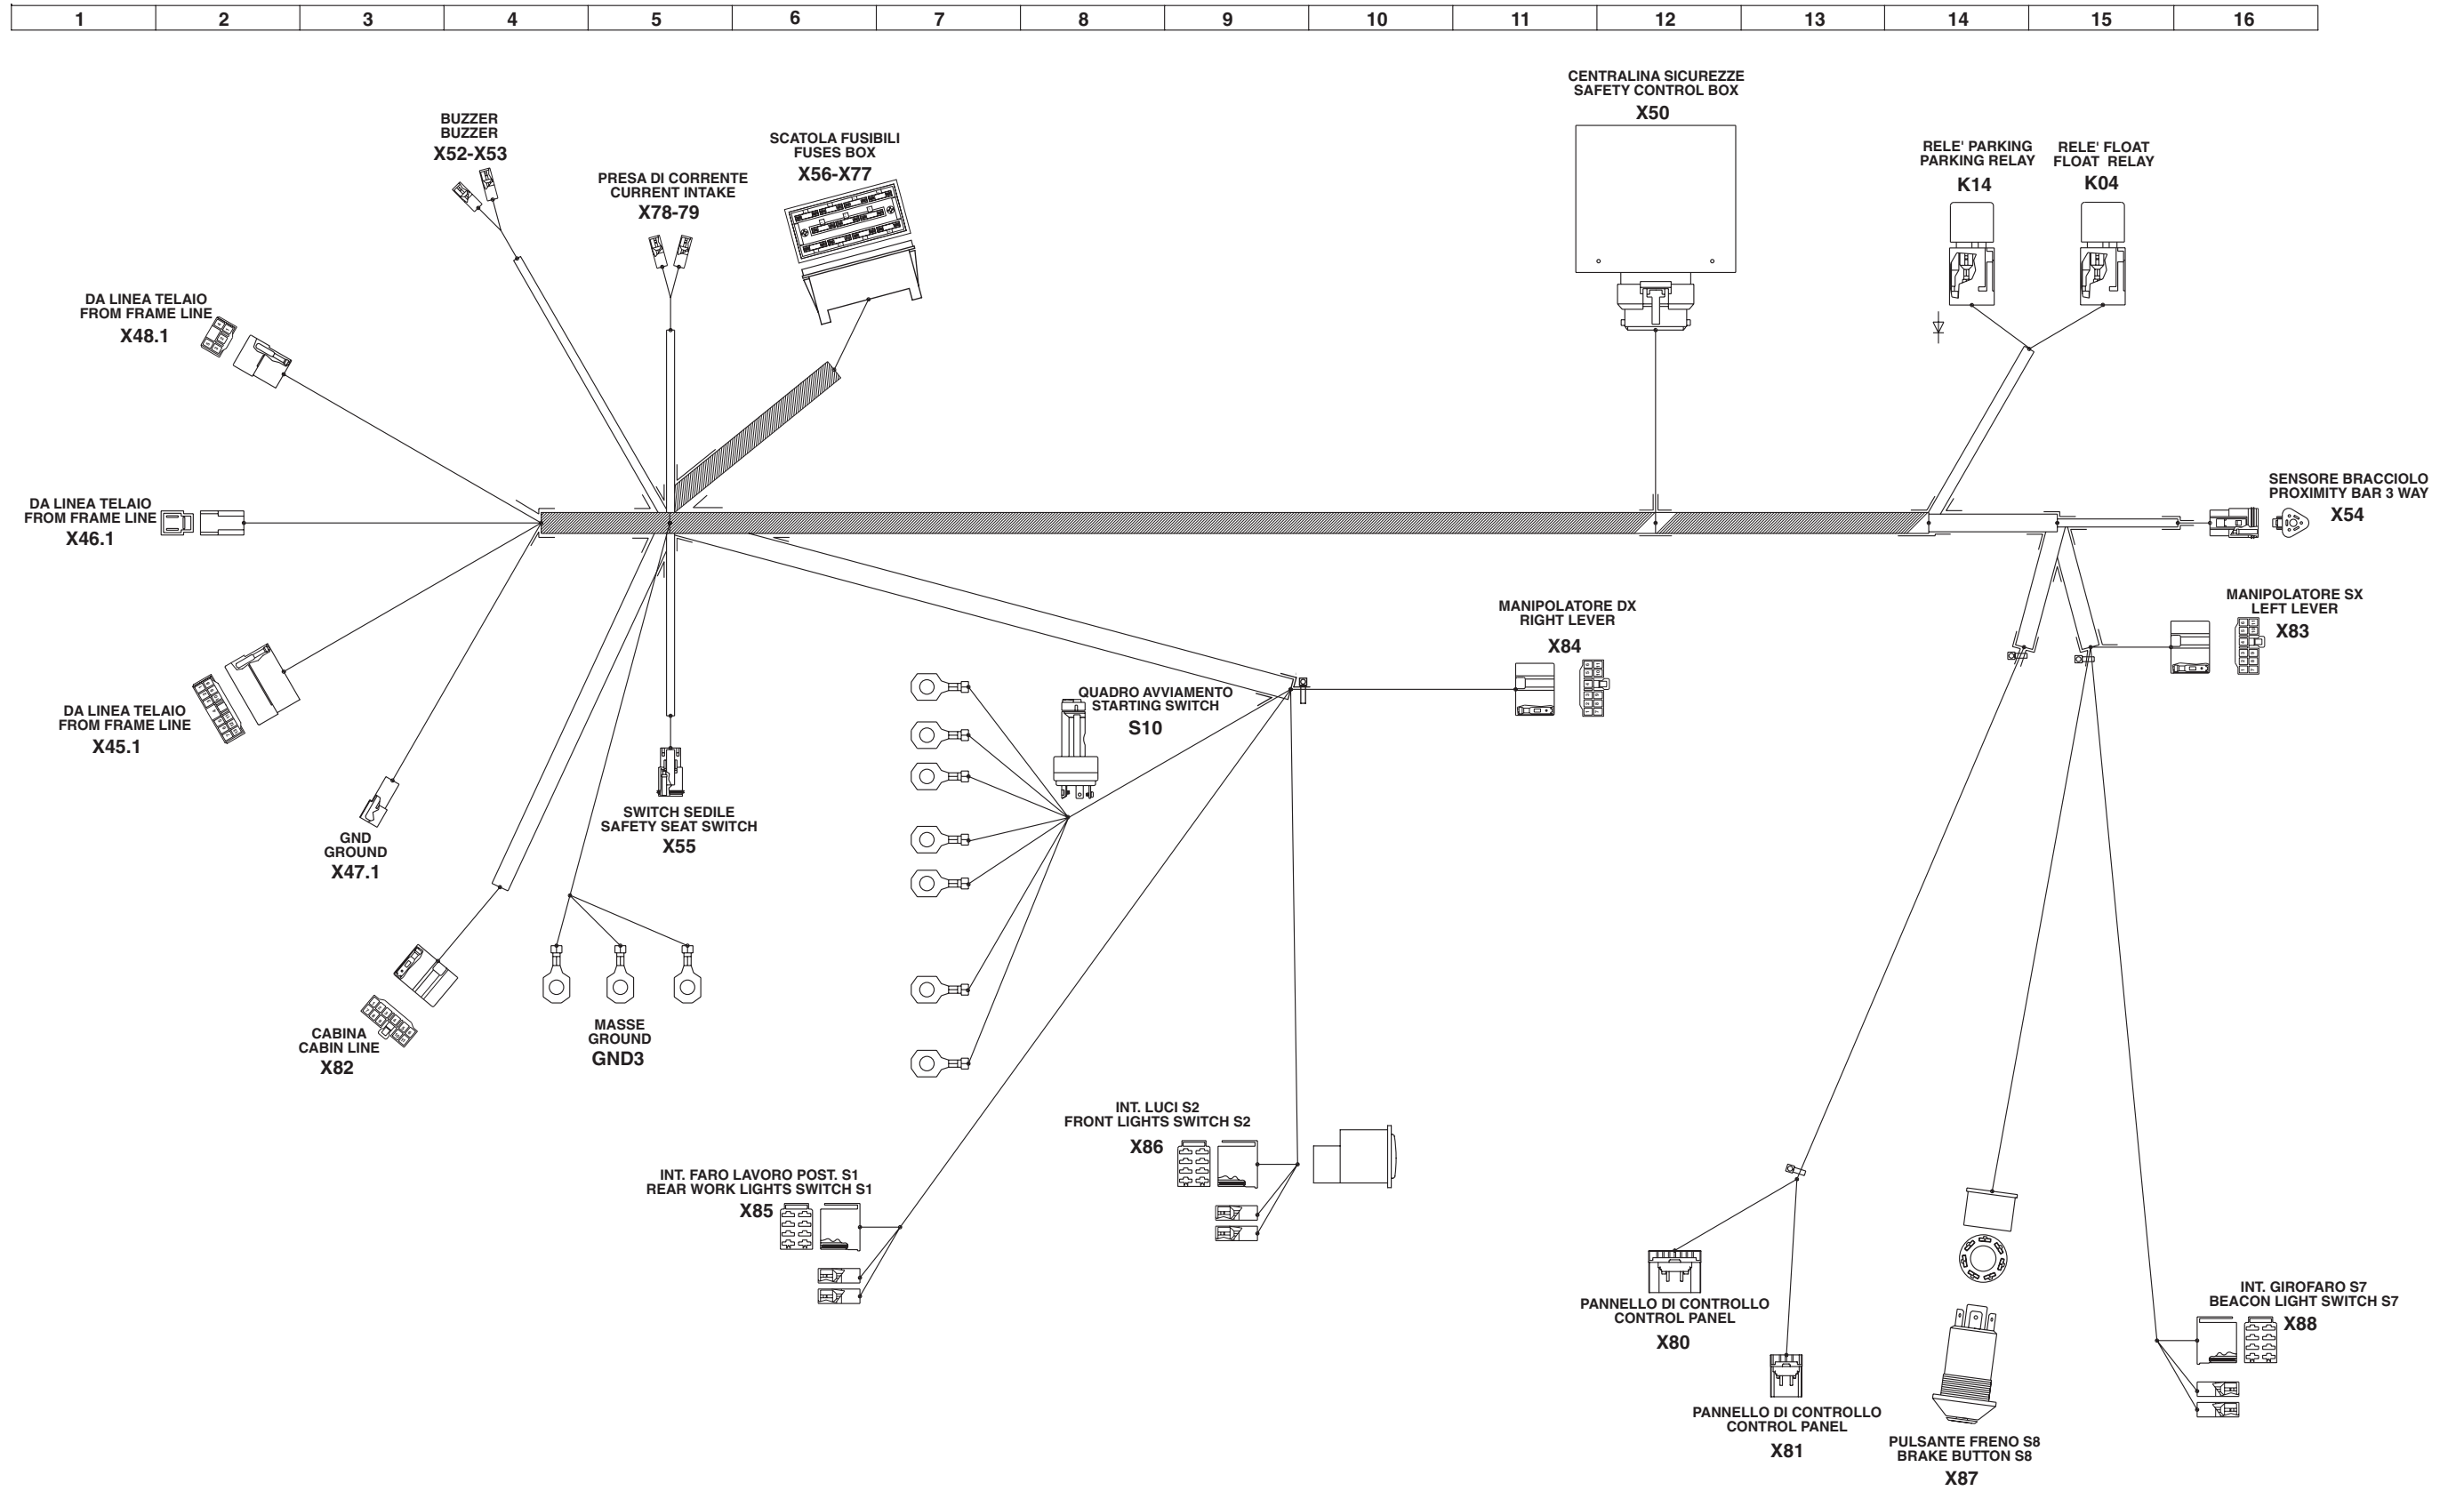 1 2 3 4 5 6 7 8 9 10 11 12 13 14 15 16
CENTRALINA SICUREZZE
SAFETY CONTROL BOX
X50
BUZZER
BUZZER
X52-X53
SCATOLA FUSIBILI
FUSES BOX
X56-X77
RELE' PARKING
PARKING RELAY
K14
RELE' FLOAT
FLOAT RELAY
K04
PRESA DI CORRENTE
CURRENT INTAKE
X78-79
DA LINEA TELAIO
FROM FRAME LINE
X48.1
DA LINEA TELAIO
FROM FRAME LINE
X46.1
SENSORE BRACCIOLO
PROXIMITY BAR 3 WAY
X54
MANIPOLATORE DX
RIGHT LEVER
X84
MANIPOLATORE SX
LEFT LEVER
X83
DA LINEA TELAIO
FROM FRAME LINE
X45.1
QUADRO AVVIAMENTO
STARTING SWITCH
S10
SWITCH SEDILE
SAFETY SEAT SWITCH
X55
GND
GROUND
X47.1
CABINA
CABIN LINE
X82
MASSE
GROUND
GND3
INT. LUCI S2
FRONT LIGHTS SWITCH S2
X86
INT. FARO LAVORO POST. S1
REAR WORK LIGHTS SWITCH S1
X85
PANNELLO DI CONTROLLO
CONTROL PANEL
X80
INT. GIROFARO S7
BEACON LIGHT SWITCH S7
X88
PANNELLO DI CONTROLLO
CONTROL PANEL
X81
PULSANTE FRENO S8
BRAKE BUTTON S8
X87